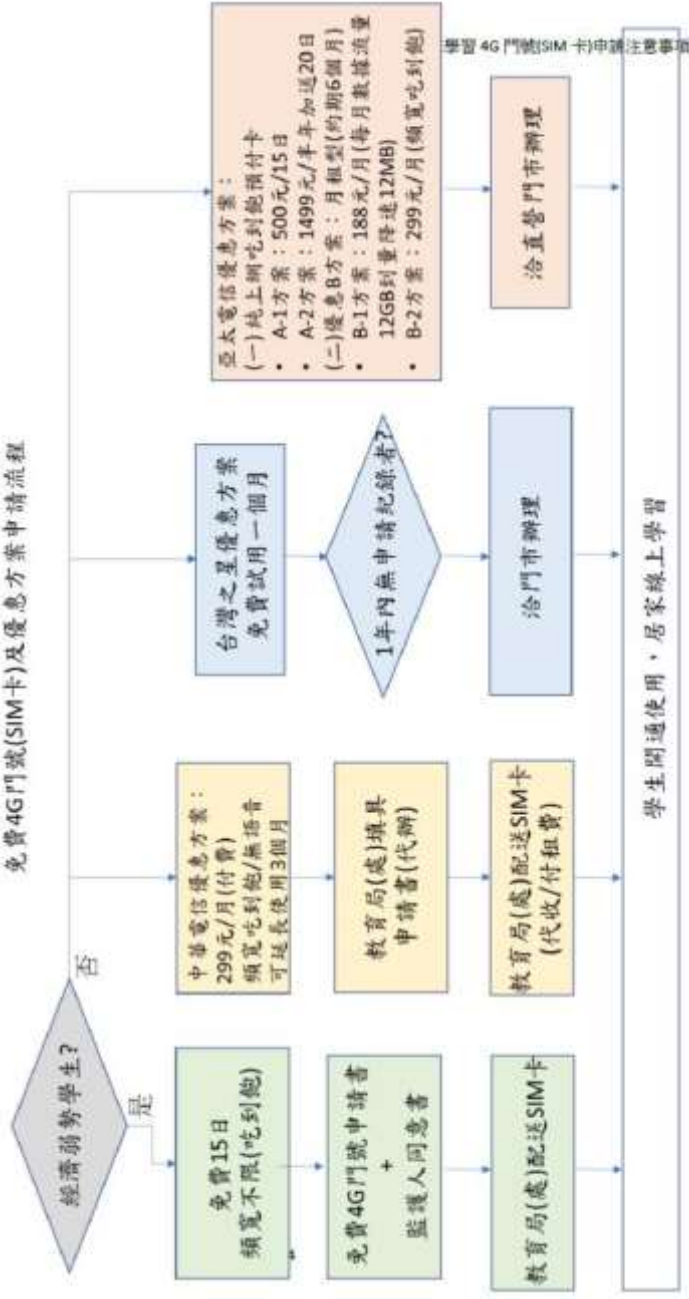 免費4G門號(SIM卡)及優惠方案申請流程
經濟弱勢學生?
是
否
免費15日
頻寬不限(吃到飽)
免費4G門號申請書
+
監護人同意書
教育局(處)配送SIM卡
中華電信優惠方案：
299元/月(付費)
頻寬吃到飽/無語音
可延長使用3個月
教育局(處)填具
申請書(代辦)
教育局(處)配送SIM卡
(代收/付租費)
台灣之星優惠方案
免費試用一個月
1年內無申請紀錄者?
洽門市辦理
亞太電信優惠方案：
(一)純上網吃到飽預付卡
• A-1方案：500元/15日
• A-2方案：1499元/半年加送20日
(二)優惠B方案：月租型(約期6個月)
• B-1方案：188元/月(每月數據流量
12GB到量降速12MB)
• B-2方案：299元/月(頻寬吃到飽)
洽直營門市辦理
學習 4G 門號(SIM 卡)申請注意事項
學生開通使用，居家線上學習